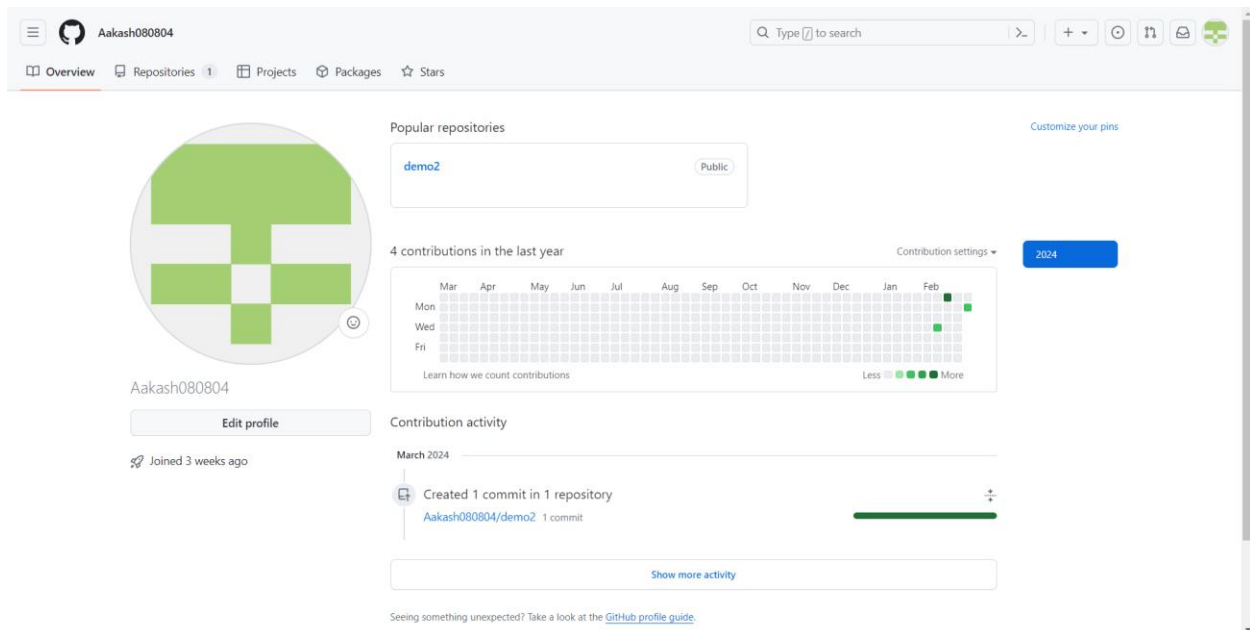 Aakash080804
Type / to search
Overview
Repositories 1
Projects
Packages
Stars
Popular repositories
Customize your pins
demo2
Public
4 contributions in the last year
Contribution settings
2024
Mar Apr May Jun Jul Aug Sep Oct Nov Dec Jan Feb
Mon
Wed
Fri
Learn how we count contributions
Less More
Aakash080804
Edit profile
Joined 3 weeks ago
Contribution activity
March 2024
Created 1 commit in 1 repository
Aakash080804/demo2 1 commit
Show more activity
Seeing something unexpected? Take a look at the GitHub profile guide.